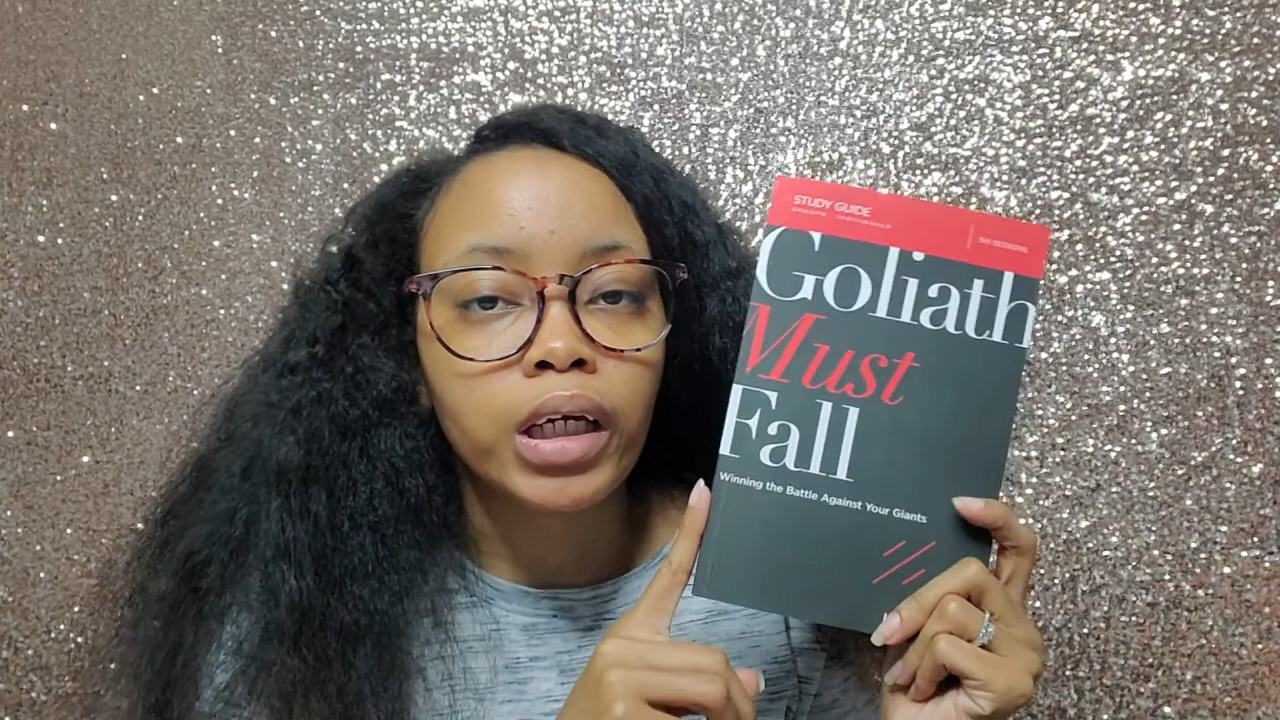 STUDY GUIDE
SIX SESSIONS
Goliath
Must
Fall
Winning the Battle Against Your Giants